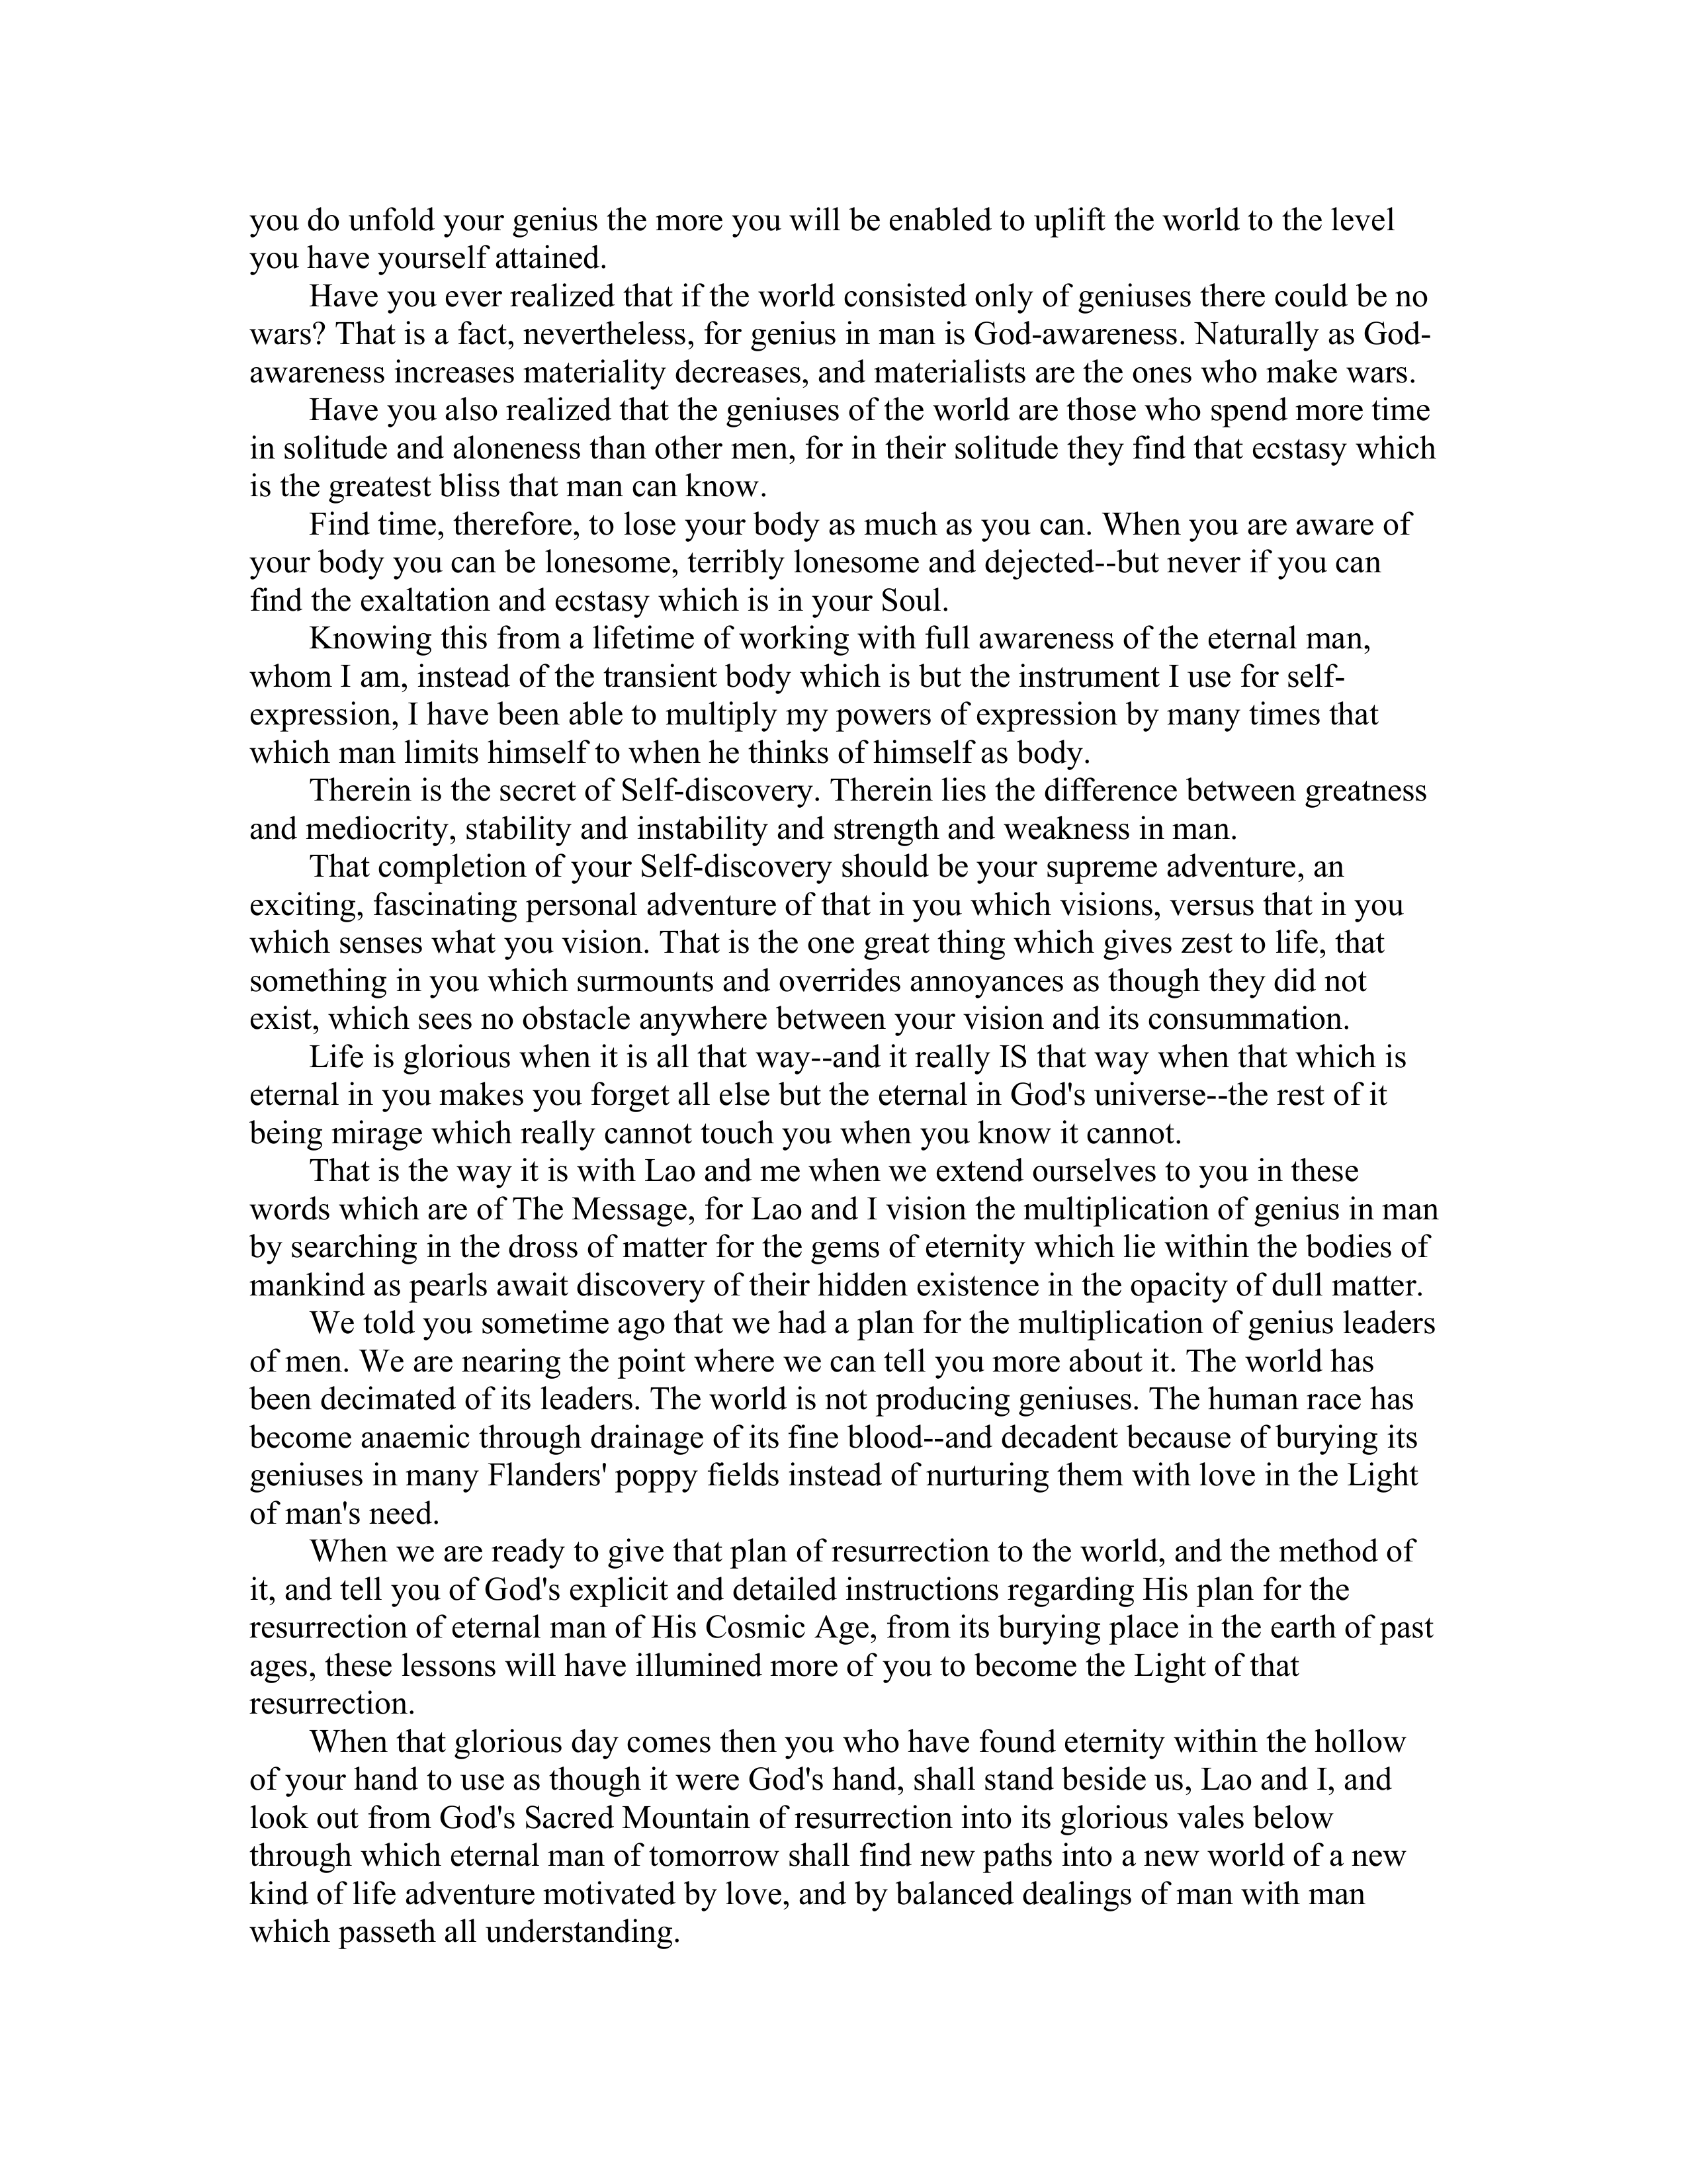 you do unfold your genius the more you will be enabled to uplift the world to the level
you have yourself attained.
Have you ever realized that if the world consisted only of geniuses there could be no
wars? That is a fact, nevertheless, for genius in man is God-awareness. Naturally as God-
awareness increases materiality decreases, and materialists are the ones who make wars.
Have you also realized that the geniuses of the world are those who spend more time
in solitude and aloneness than other men, for in their solitude they find that ecstasy which
is the greatest bliss that man can know.
Find time, therefore, to lose your body as much as you can. When you are aware of
your body you can be lonesome, terribly lonesome and dejected--but never if you can
find the exaltation and ecstasy which is in your Soul.
Knowing this from a lifetime of working with full awareness of the eternal man,
whom I am, instead of the transient body which is but the instrument I use for self-
expression, I have been able to multiply my powers of expression by many times that
which man limits himself to when he thinks of himself as body.
Therein is the secret of Self-discovery. Therein lies the difference between greatness
and mediocrity, stability and instability and strength and weakness in man.
That completion of your Self-discovery should be your supreme adventure, an
exciting, fascinating personal adventure of that in you which visions, versus that in you
which senses what you vision. That is the one great thing which gives zest to life, that
something in you which surmounts and overrides annoyances as though they did not
exist, which sees no obstacle anywhere between your vision and its consummation.
Life is glorious when it is all that way--and it really IS that way when that which is
eternal in you makes you forget all else but the eternal in God's universe--the rest of it
being mirage which really cannot touch you when you know it cannot.
That is the way it is with Lao and me when we extend ourselves to you in these
words which are of The Message, for Lao and I vision the multiplication of genius in man
by searching in the dross of matter for the gems of eternity which lie within the bodies of
mankind as pearls await discovery of their hidden existence in the opacity of dull matter.
We told you sometime ago that we had a plan for the multiplication of genius leaders
of men. We are nearing the point where we can tell you more about it. The world has
been decimated of its leaders. The world is not producing geniuses. The human race has
become anaemic through drainage of its fine blood--and decadent because of burying its
geniuses in many Flanders' poppy fields instead of nurturing them with love in the Light
of man's need.
When we are ready to give that plan of resurrection to the world, and the method of
it, and tell you of God's explicit and detailed instructions regarding His plan for the
resurrection of eternal man of His Cosmic Age, from its burying place in the earth of past
ages, these lessons will have illumined more of you to become the Light of that
resurrection.
When that glorious day comes then you who have found eternity within the hollow
of your hand to use as though it were God's hand, shall stand beside us, Lao and I, and
look out from God's Sacred Mountain of resurrection into its glorious vales below
through which eternal man of tomorrow shall find new paths into a new world of a new
kind of life adventure motivated by love, and by balanced dealings of man with man
which passeth all understanding.